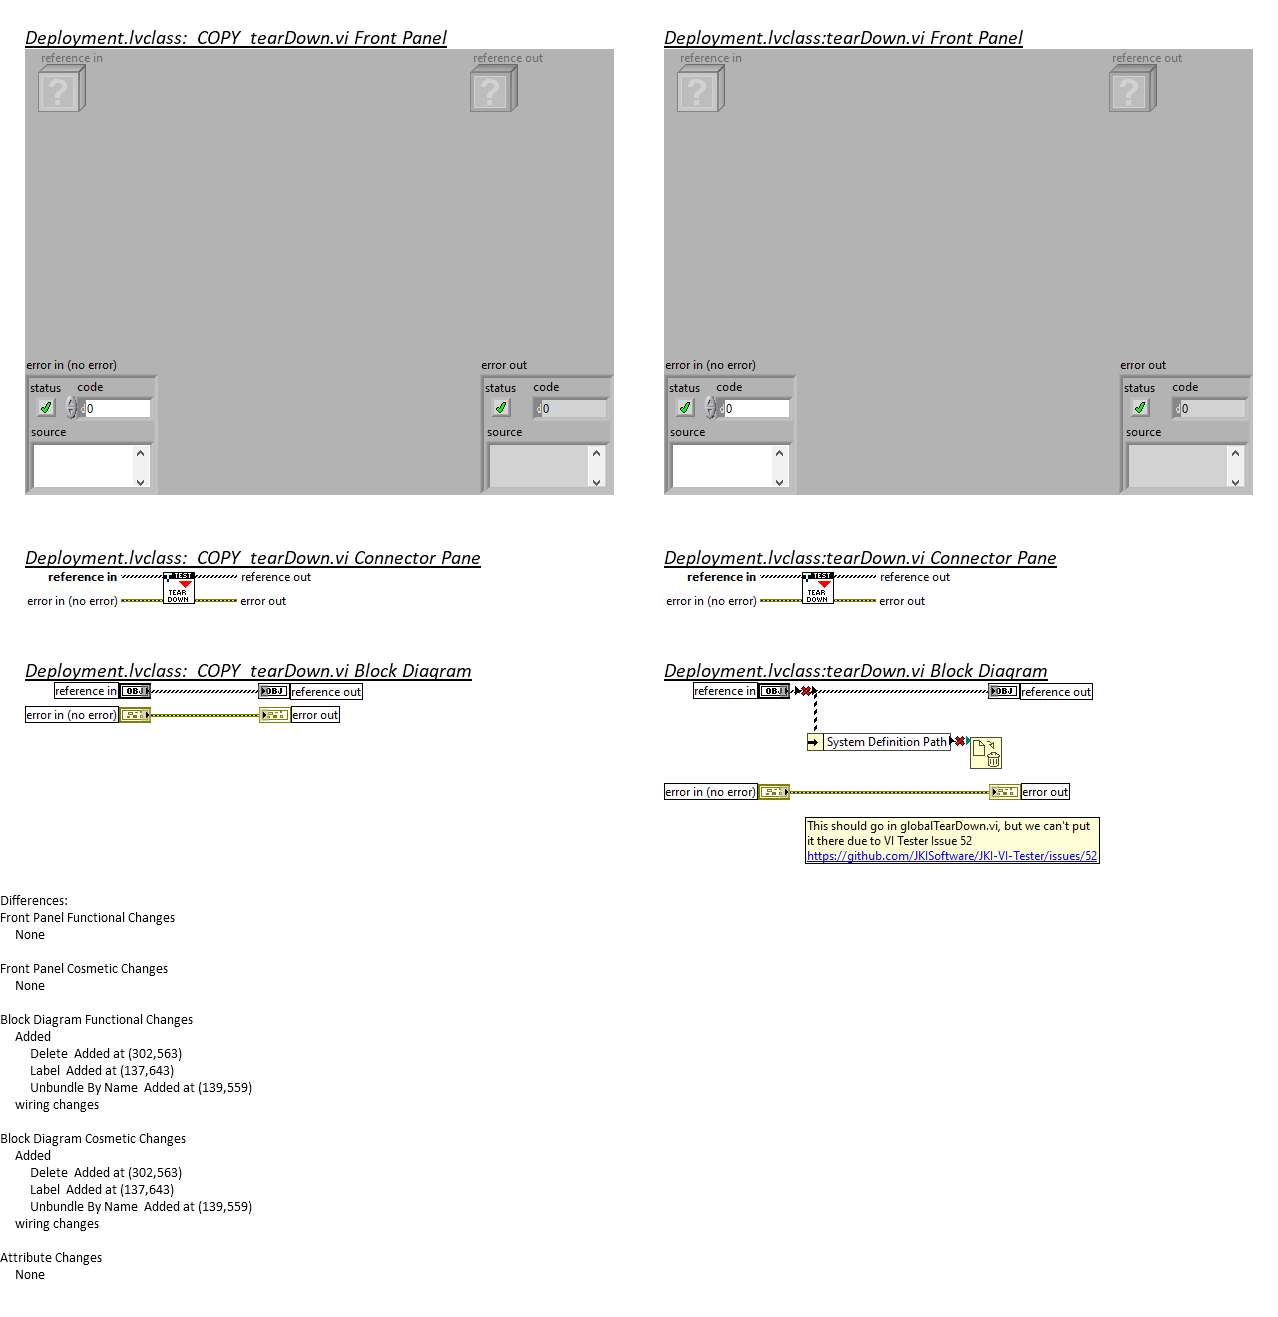 Deployment.lvclass:_COPY_tearDown.vi Front Panel
reference in
reference out
?
?
error in (no error)
error out
status
code
status
code
0
0
source
source
Deployment.lvclass:tearDown.vi Front Panel
reference in
reference out
?
?
error in (no error)
error out
status
code
status
code
0
0
source
source
Deployment.lvclass:_COPY_tearDown.vi Connector Pane
reference in
TEST
reference out
TEAR
DOWN
error in (no error)
error out
Deployment.lvclass:tearDown.vi Connector Pane
reference in
TEST
reference out
TEAR
DOWN
error in (no error)
error out
Deployment.lvclass:_COPY_tearDown.vi Block Diagram
reference in
OBJ
OBJ
reference out
error in (no error)
error out
Deployment.lvclass:tearDown.vi Block Diagram
reference in
OBJ
OBJ
reference out
System Definition Path
error in (no error)
error out
This should go in globalTearDown.vi, but we can't put
it there due to VI Tester Issue 52
https://github.com/JKISoftware/JKI-VI-Tester/issues/52
Differences:
Front Panel Functional Changes
None
Front Panel Cosmetic Changes
None
Block Diagram Functional Changes
Added
Delete  Added at (302,563)
Label  Added at (137,643)
Unbundle By Name  Added at (139,559)
wiring changes
Block Diagram Cosmetic Changes
Added
Delete  Added at (302,563)
Label  Added at (137,643)
Unbundle By Name  Added at (139,559)
wiring changes
Attribute Changes
None